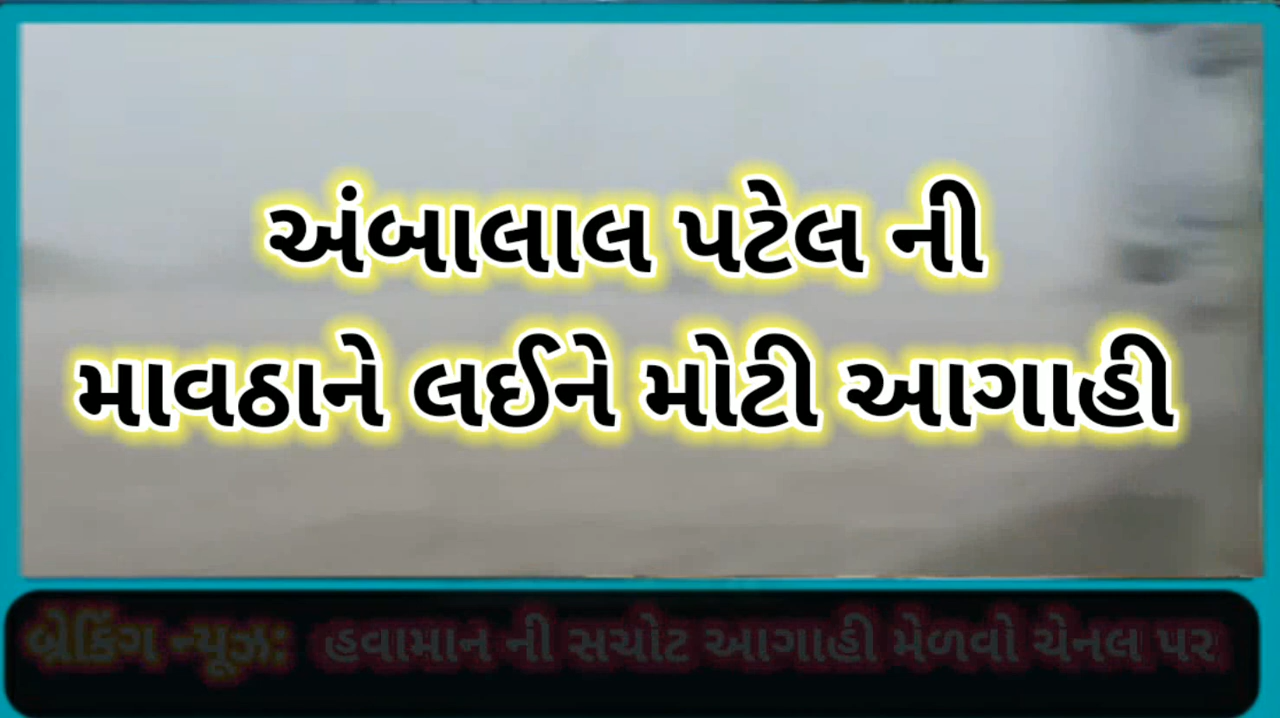 અંબાલાલ પટેલ ની
માવઠાને લઈને મોટી આગાહી
બ્રેકિંગ ન્યૂઝ: હવામાન ની સચોટ આગાહી મેળવો ચેનલ પર